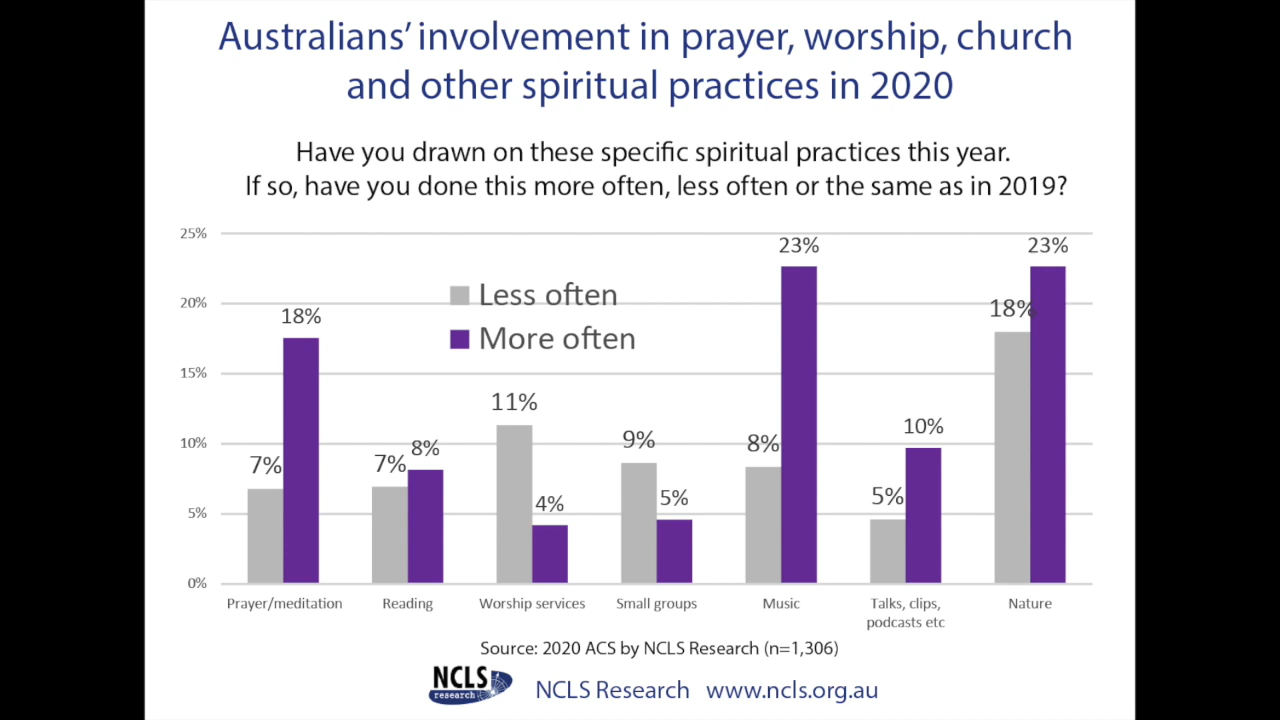 Australians' involvement in prayer, worship, church
and other spiritual practices in 2020
Have you drawn on these specific spiritual practices this year.
If so, have you done this more often, less often or the same as in 2019?
25%
20%
15%
10%
5%
0%
Less often
More often
7%
18%
7%
8%
11%
4%
9%
5%
8%
23%
5%
10%
18%
23%
Prayer/meditation
Reading
Worship services
Small groups
Music
Talks, clips,
podcasts etc
Nature
Source: 2020 ACS by NCLS Research (n=1,306)
NCLS
research
NCLS Research www.ncls.org.au